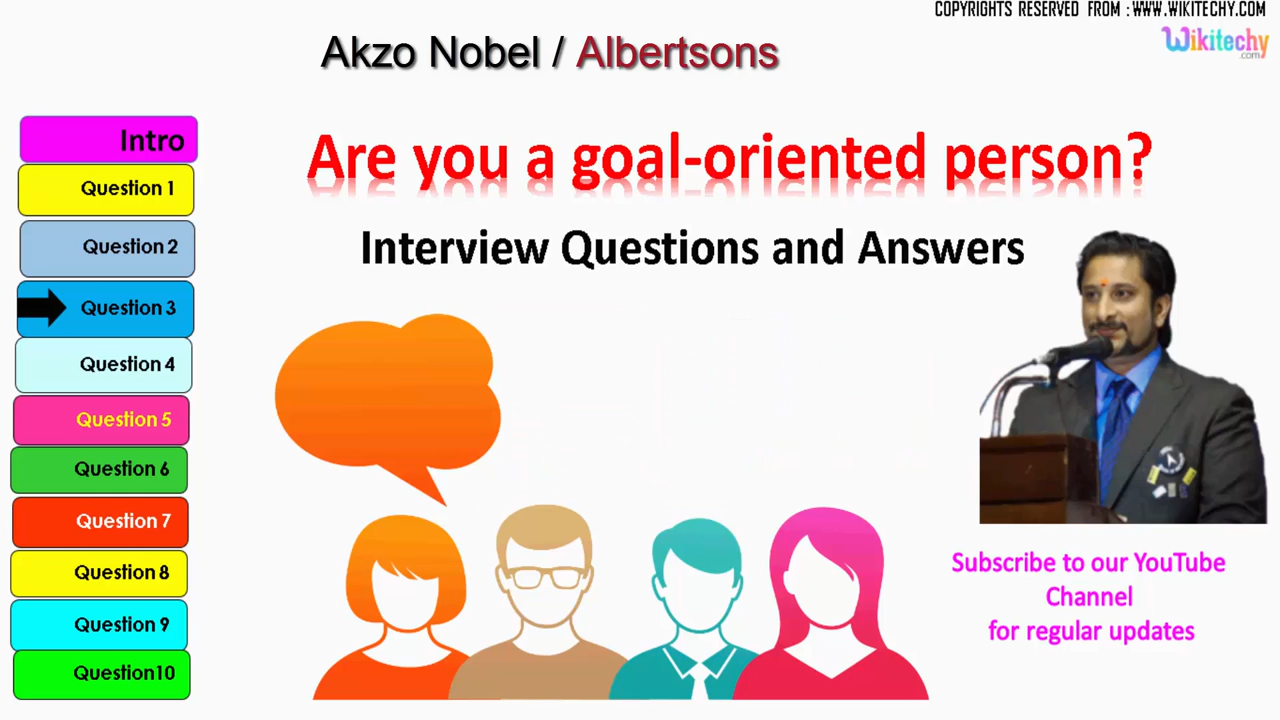 COPYRIGHTS RESERVED FROM : WWW.WIKITECHY.COM
Wikitechy
.com
Akzo Nobel / Albertsons
Intro
Question 1
Question 2
Question 3
Question 4
Question 5
Question 6
Question 7
Question 8
Question 9
Question10
Are you a goal-oriented person?
Interview Questions and Answers
Subscribe to our YouTube
Channel
for regular updates